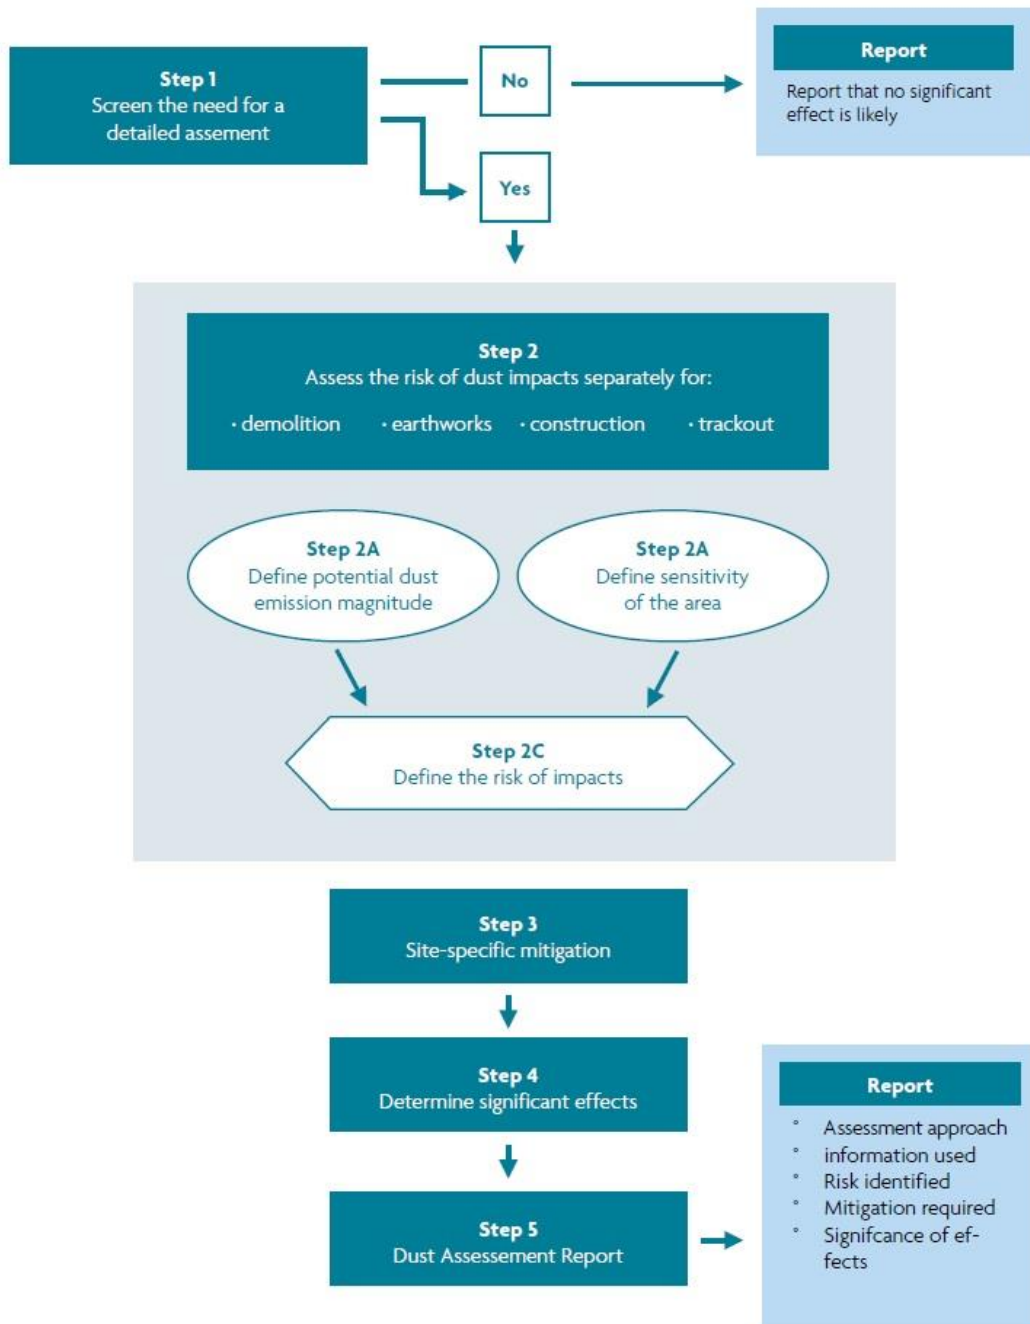 Step 1
Screen the need for a
detailed assement
No
Report
Report that no significant
effect is likely
Yes
Step 2
Assess the risk of dust impacts separately for:
· demolition · earthworks · construction · trackout
Step 2A
Define potential dust
emission magnitude
Step 2A
Define sensitivity
of the area
Step 2C
Define the risk of impacts
Step 3
Site-specific mitigation
Step 4
Determine significant effects
Step 5
Dust Assessement Report
Report
° Assessment approach
° information used
° Risk identified
° Mitigation required
° Signifcance of ef-
fects